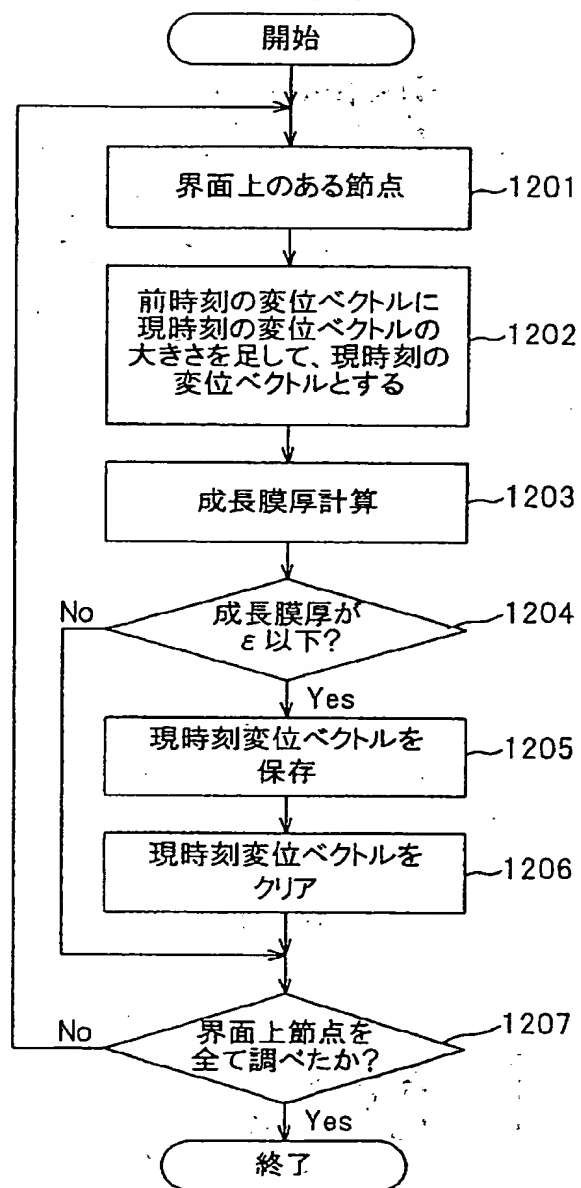 開始
界面上のある節点
1201
前時刻の変位ベクトルに
現時刻の変位ベクトルの
大きさを足して、現時刻の
変位ベクトルとする
1202
成長膜厚計算
1203
No
成長膜厚が
ε以下?
1204
Yes
現時刻変位ベクトルを
保存
1205
現時刻変位ベクトルを
クリア
1206
No
界面上節点を
全て調べたか?
1207
Yes
終了